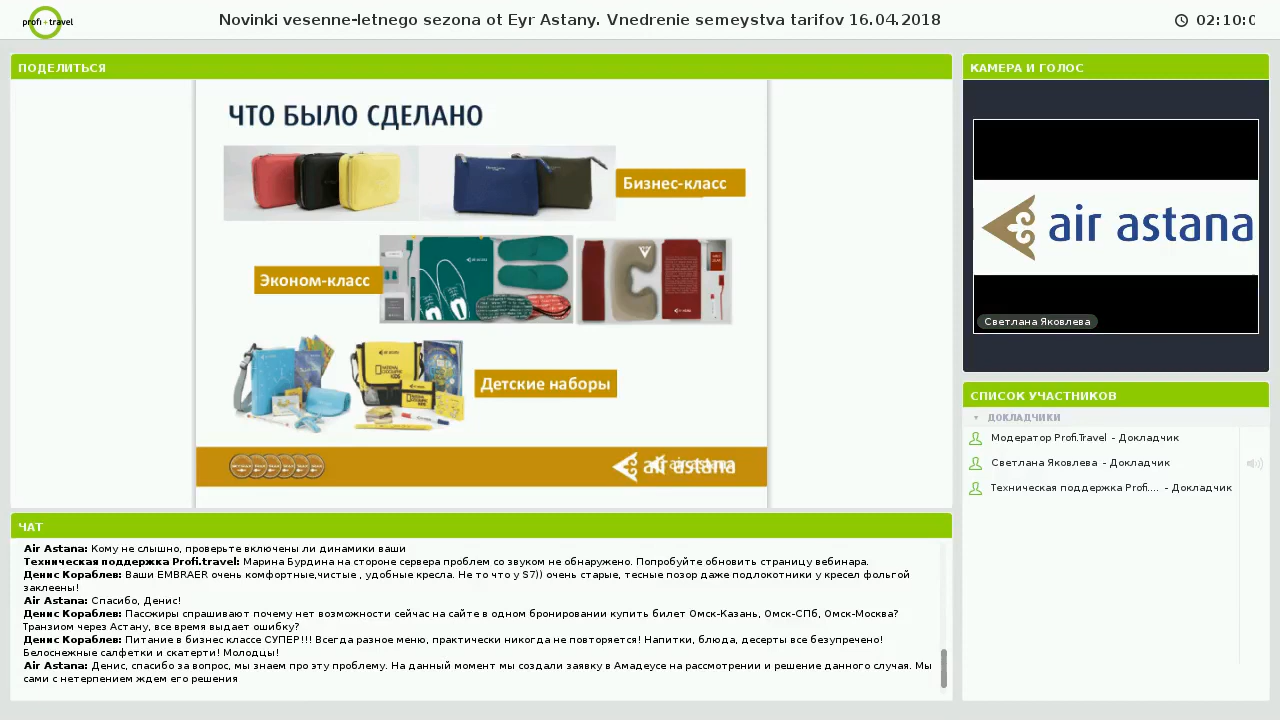 profi+travel
Novinki vesenne-letnego sezona ot Eyr Astany. Vnedrenie semeystva tarifov 16.04.2018
02:10:0
ПОДЕЛИТЬСЯ
ЧТО БЫЛО СДЕЛАНО
Бизнес-класс
Эконом-класс
air astana
NATIONAL GEOGRAPHIC KIDS
Детские наборы
air astana
КАМЕРА И ГОЛОС
air astana
Светлана Яковлева
СПИСОК УЧАСТНИКОВ
ДОКЛАДЧИКИ
Модератор Profi.Travel - Докладчик
Светлана Яковлева - Докладчик
Техническая поддержка Profi.... - Докладчик
ЧАТ
Air Astana: Кому не слышно, проверьте включены ли динамики ваши
Техническая поддержка Profi.travel: Марина Бурдина на стороне сервера проблем со звуком не обнаружено. Попробуйте обновить страницу вебинара.
Денис Кораблев: Ваши EMBRAER очень комфортные,чистые , удобные кресла. Не то что у S7)) очень старые, тесные позор даже подлокотники у кресел фольгой
заклеены!
Air Astana: Спасибо, Денис!
Денис Кораблев: Пассжиры спрашивают почему нет возможности сейчас на сайте в одном бронировании купить билет Омск-Казань, Омск-СПб, Омск-Москва?
Транзиом через Астану, все время выдает ошибку?
Денис Кораблев: Питание в бизнес классе СУПЕР!!! Всегда разное меню, практически никогда не повторяется! Напитки, блюда, десерты все безупречено!
Белоснежные салфетки и скатерти! Молодцы!
Air Astana: Денис, спасибо за вопрос, мы знаем про эту проблему. На данный момент мы создали заявку в Амадеусе на рассмотрении и решение данного случая. Мы
сами с нетерпением ждем его решения